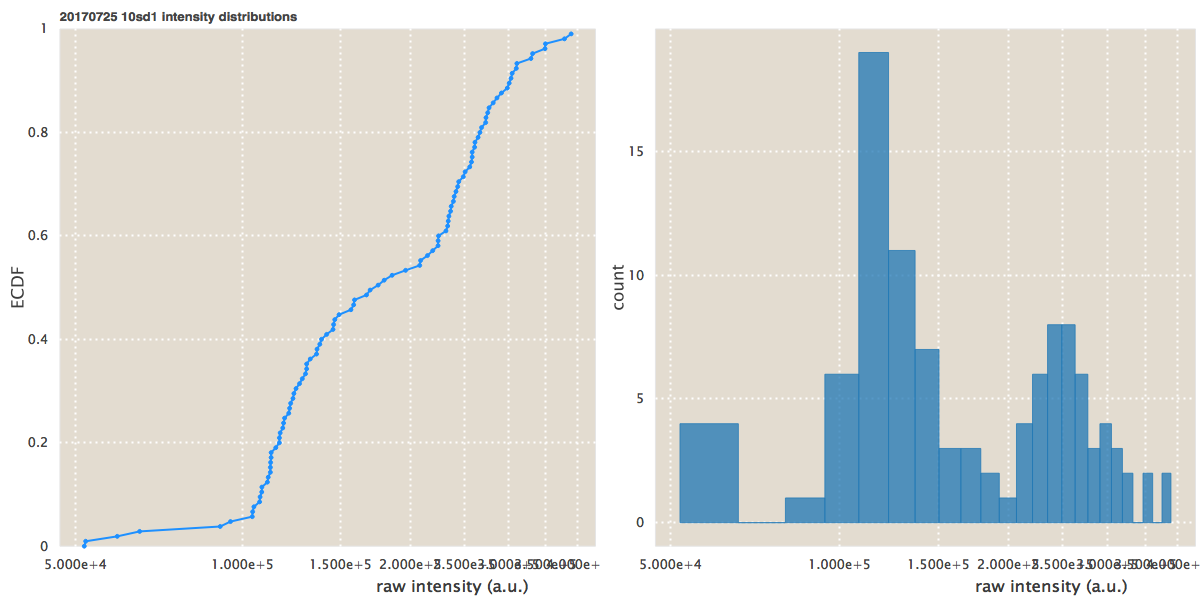 20170725 10sd1 intensity distributions
1
0.8
0.6
0.4
0.2
0
ECDF
5.000e+4 1.000e+5 1.500e+5 2.000e+5
raw intensity (a.u.)
15
10
5
0
count
5.000e+4 1.000e+5 1.500e+5 2.000e+5
raw intensity (a.u.)